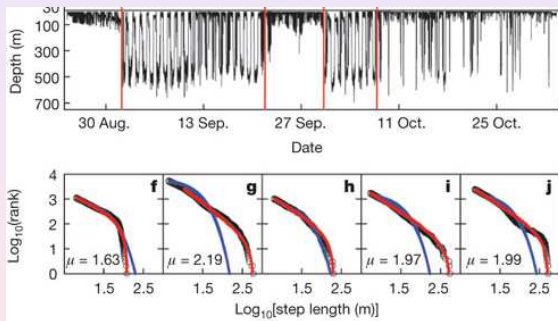 50
100
300
500
700
Depth (m)
30 Aug. 13 Sep. 27 Sep. 11 Oct. 25 Oct.
Date
4
3
2
1
0
Log10(rank)
f g h i j
μ = 1.63 μ = 2.19 μ = 1.97 μ = 1.99
1.5 2.5 1.5 2.5 1.5 2.5 1.5 2.5 1.5 2.5
Log10[step length (m)]